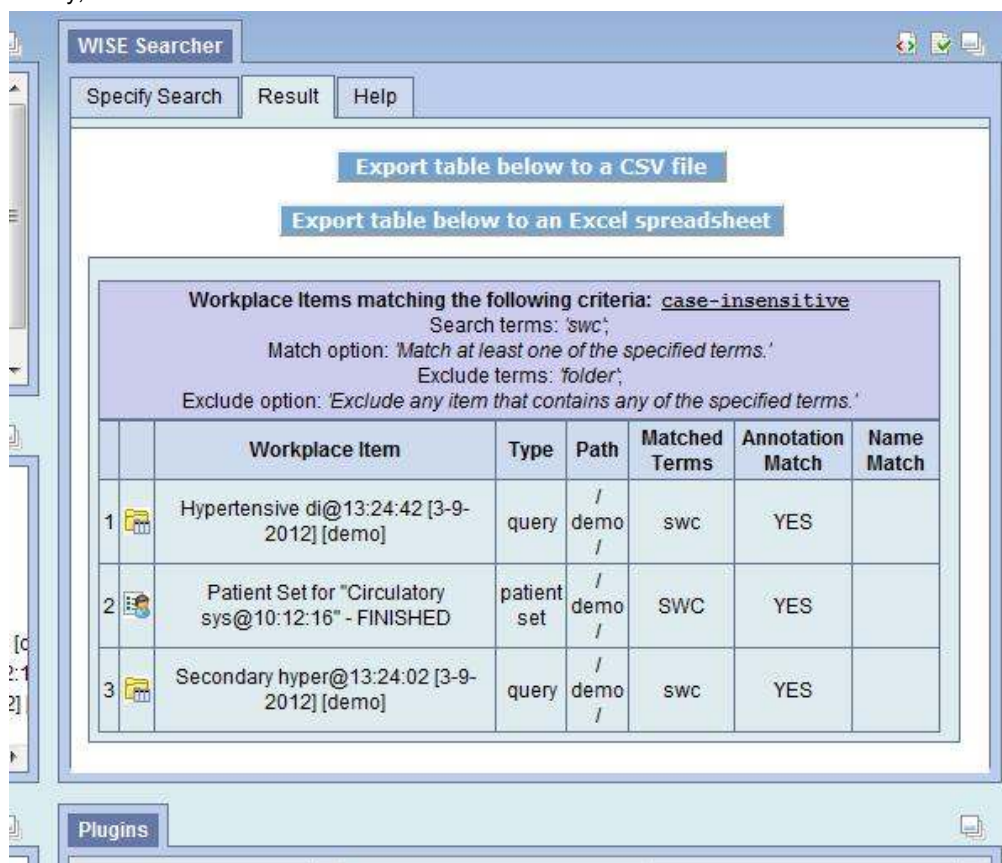 WISE Searcher
Specify Search Result Help
Export table below to a CSV file
Export table below to an Excel spreadsheet
Workplace Items matching the following criteria: case-insensitive
Search terms: 'swc';
Match option: 'Match at least one of the specified terms.'
Exclude terms: 'folder';
Exclude option: 'Exclude any item that contains any of the specified terms.'
Workplace Item Type Path Matched Terms Annotation Match Name Match
1 Hypertensive di@13:24:42 [3-9-
2012] [demo] query / demo / swc YES
2 Patient Set for "Circulatory
sys@10:12:16" - FINISHED patient set / demo / SWC YES
3 Secondary hyper@13:24:02 [3-9-
2012] [demo] query / demo / swc YES
Plugins